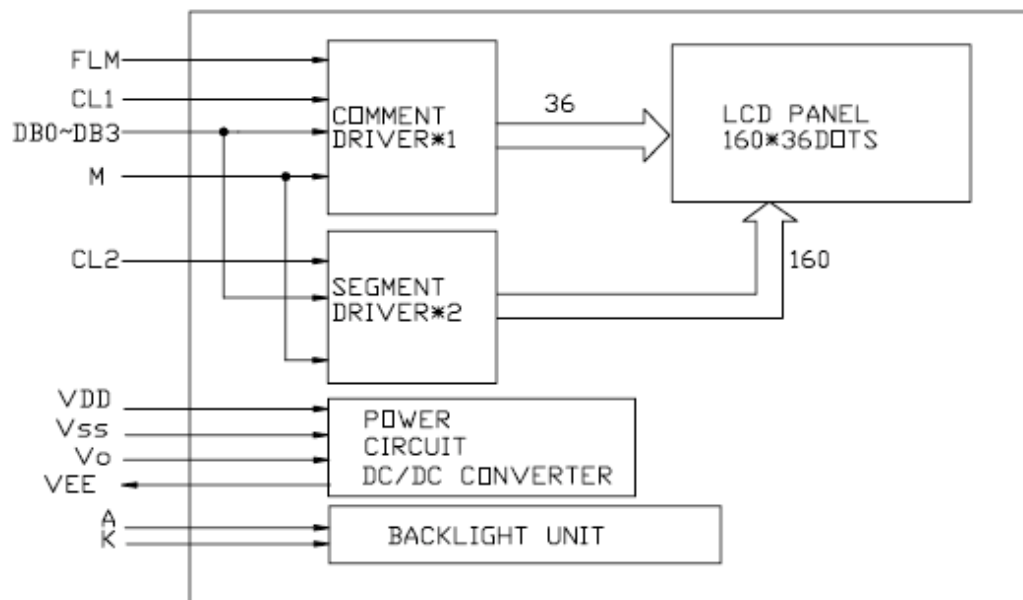 FLM
CL1
DB0~DB3
M
COMMENT
DRIVER*1
36
LCD PANEL
160*36DOTS
CL2
SEGMENT
DRIVER*2
160
VDD
Vss
Vo
VEE
POWER
CIRCUIT
DC/DC CONVERTER
A
K
BACKLIGHT UNIT